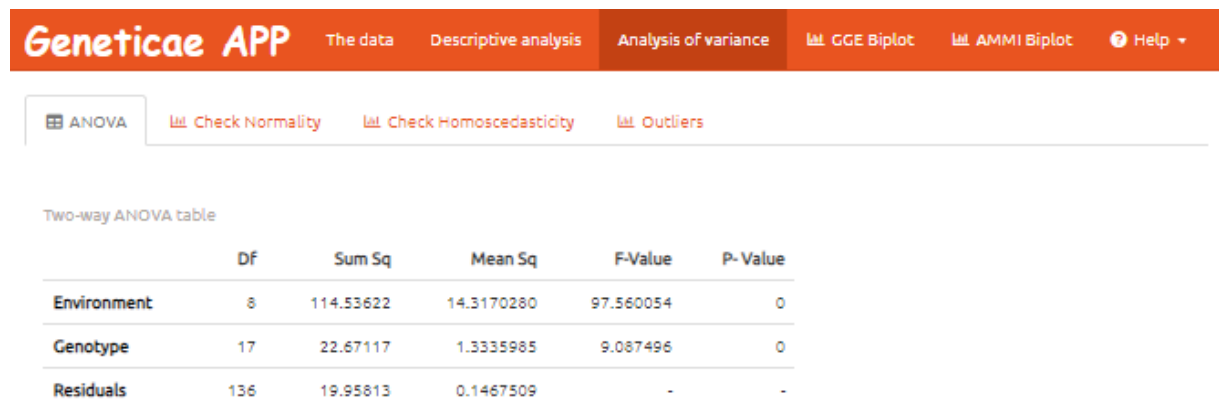 Geneticae APP The data Descriptive analysis Analysis of variance GGE Biplot AMMI Biplot Help
ANOVA Check Normality Check Homoscedasticity Outliers
Two-way ANOVA table
Df Sum Sq Mean Sq F-Value P- Value
Environment 8 114.53622 14.3170280 97.560054 0
Genotype 17 22.67117 1.3335985 9.087496 0
Residuals 136 19.95813 0.1467509 - -